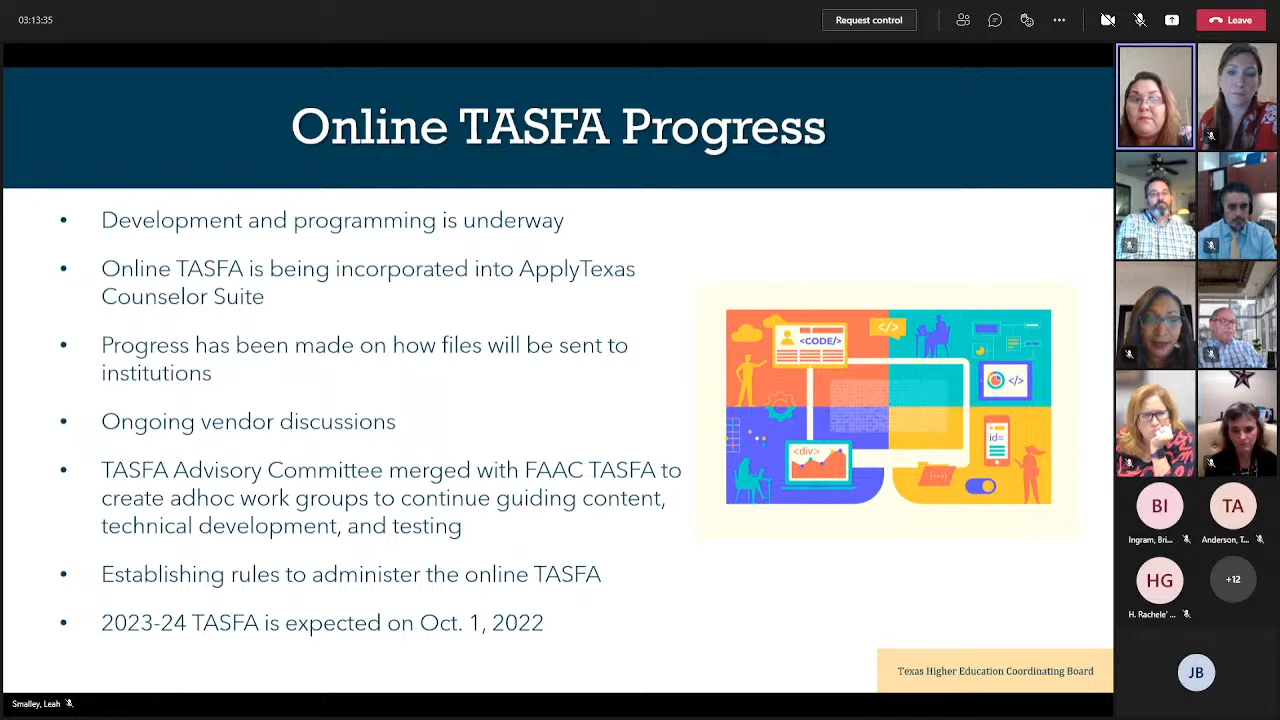 03:13:35
Request control
Leave
Online TASFA Progress
• Development and programming is underway
• Online TASFA is being incorporated into ApplyTexas
Counselor Suite
• Progress has been made on how files will be sent to
institutions
• Ongoing vendor discussions
• TASFA Advisory Committee merged with FAAC TASFA to
create adhoc work groups to continue guiding content,
technical development, and testing
• Establishing rules to administer the online TASFA
• 2023-24 TASFA is expected on Oct. 1, 2022
<CODE/>
</>
</>
<div>
id=
Texas Higher Education Coordinating Board
BI
TA
Ingram, Bri...
Anderson, T...
HG
+12
H. Rachele' ...
JB
Smalley, Leah